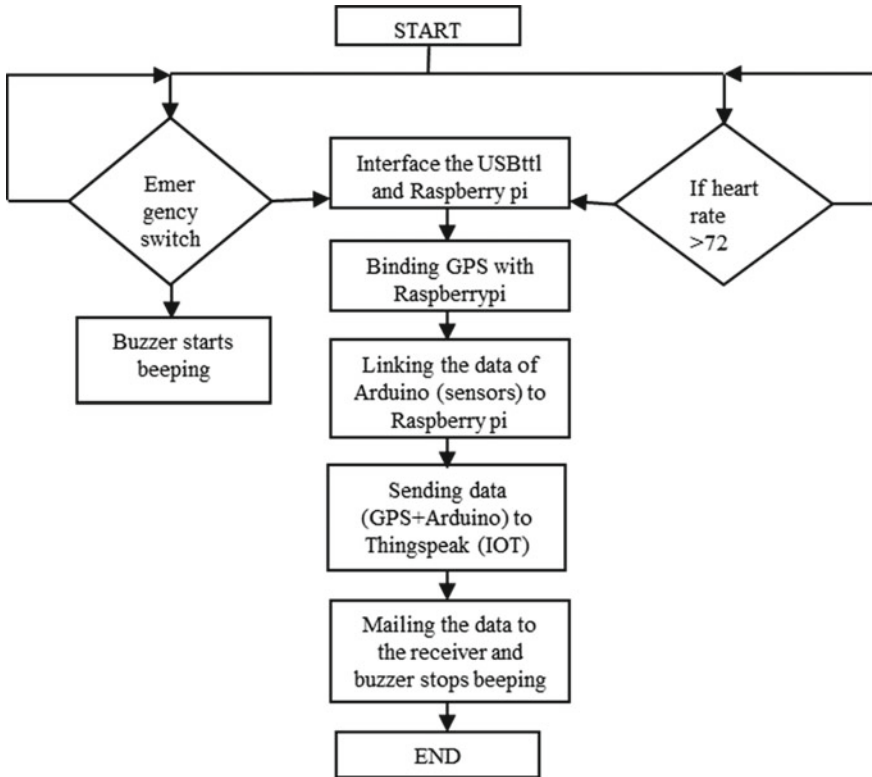 START
Emer
gency
switch
Interface the USBttl
and Raspberry pi
If heart
rate
>72
Binding GPS with
Raspberrypi
Buzzer starts
beeping
Linking the data of
Arduino (sensors) to
Raspberry pi
Sending data
(GPS+Arduino) to
Thingspeak (IOT)
Mailing the data to
the receiver and
buzzer stops beeping
END